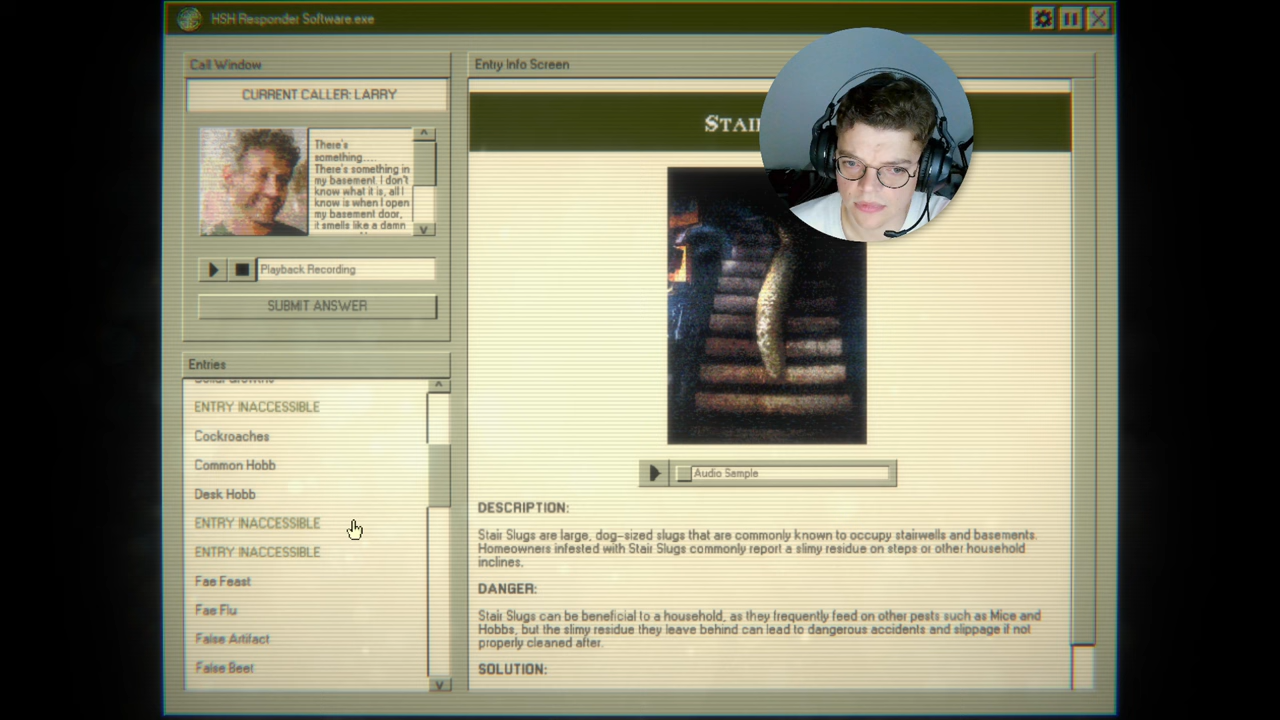 HSH Responder Software.exe
Call Window
CURRENT CALLER: LARRY
There's
something....
There's something in
my basement. I don't
know what it is, all I
know is when I open
my basement door,
it smells like a damn
Playback Recording
SUBMIT ANSWER
Entries
ENTRY INACCESSIBLE
Cockroaches
Common Hobb
Desk Hobb
ENTRY INACCESSIBLE
ENTRY INACCESSIBLE
Fae Feast
Fae Flu
False Artifact
False Beet
Entry Info Screen
STAIR
Audio Sample
DESCRIPTION:
Stair Slugs are large, dog-sized slugs that are commonly known to occupy stairwells and basements.
Homeowners infested with Stair Slugs commonly report a slimy residue on steps or other household
inclines.
DANGER:
Stair Slugs can be beneficial to a household, as they frequently feed on other pests such as Mice and
Hobbs, but the slimy residue they leave behind can lead to dangerous accidents and slippage if not
properly cleaned after.
SOLUTION: